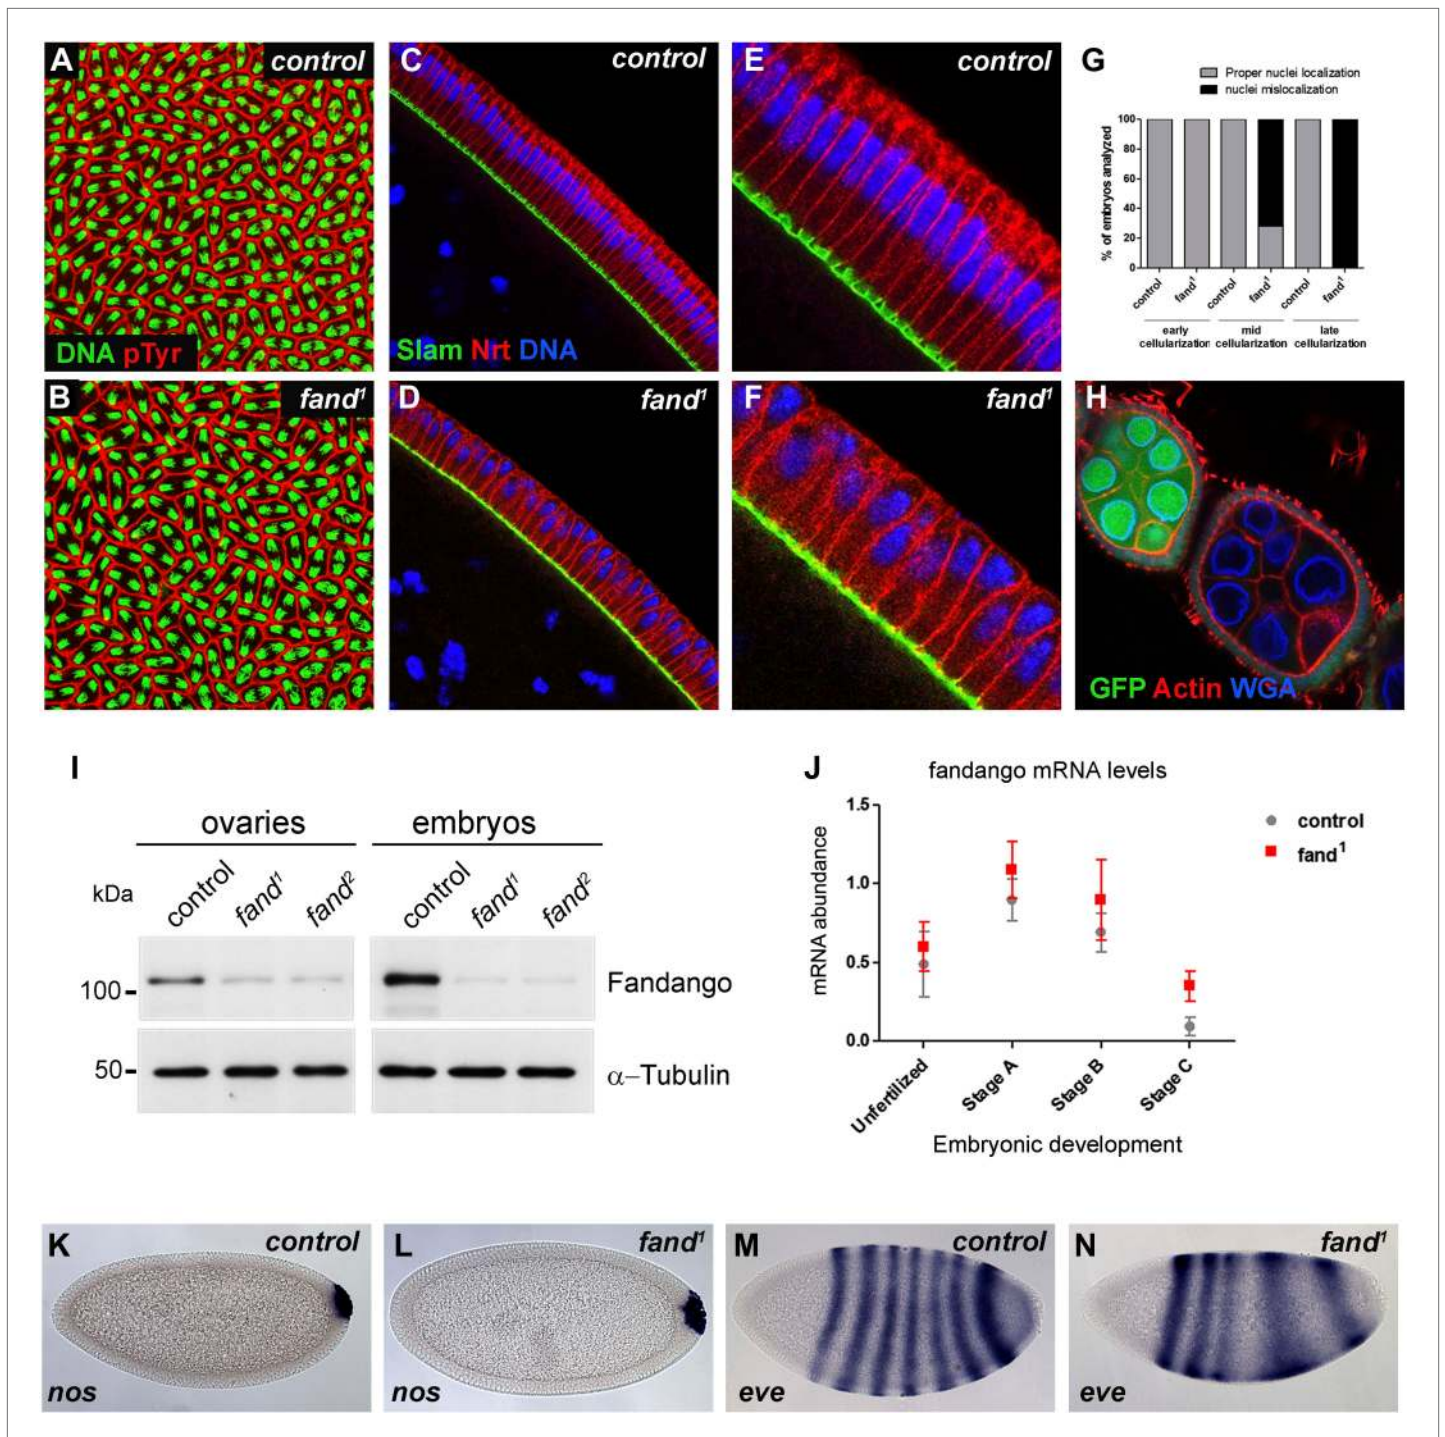 A
control
C
control
E
control
G
Proper nuclei localization
nuclei mislocalization
% of embryos analyzed
100
80
60
40
20
0
control
fand¹
control
fand¹
control
fand¹
early
cellularization
mid
cellularization
late
cellularization
DNA pTyr
Slam Nrt DNA
B
fand¹
D
fand¹
F
fand¹
H
GFP Actin WGA
I
ovaries
embryos
kDa
control
fand¹
fand²
control
fand¹
fand²
100
Fandango
50
α–Tubulin
J
fandango mRNA levels
mRNA abundance
1.5
1.0
0.5
0.0
control
fand¹
Unfertilized
Stage A
Stage B
Stage C
Embryonic development
K
control
nos
L
fand¹
nos
M
control
eve
N
fand¹
eve